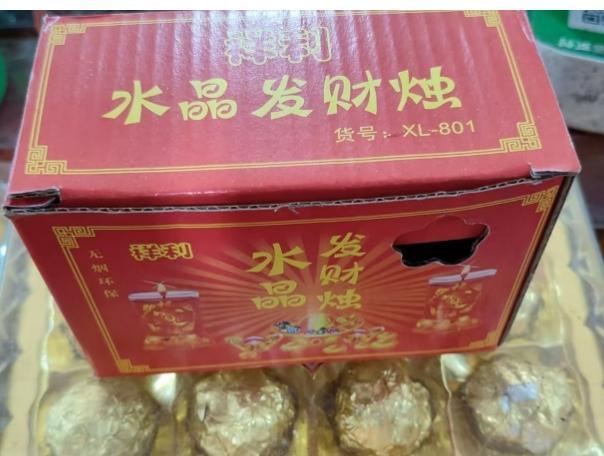 祥利
水晶发财烛
货号：XL-801
祥利
无烟环保
水晶
发财烛